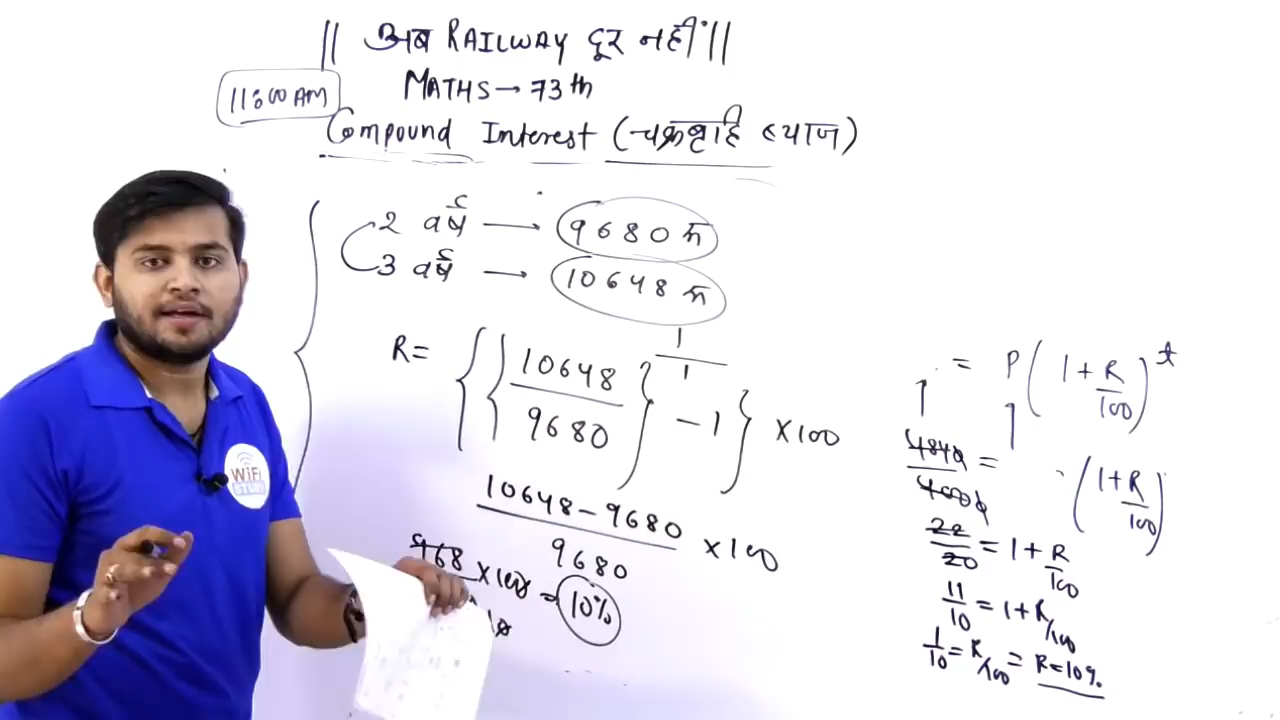 || अब RAILWAY दूर नहीं ||
MATHS → 73th
11:00 AM
Compound Interest (चक्रवृद्धि ब्याज)
2 वर्ष → 9680 रू
3 वर्ष → 10648 रू
R = { { 10648 / 9680 }^1/1 - 1 } × 100
10648 - 9680 / 9680 × 100
968 × 100 = 10%
= P ( 1 + R/100 )^t
4840 / 4000 = ( 1 + R/100 )
22/20 = 1 + R/100
11/10 = 1 + R/100
1/10 = R/100 = R = 10%
WiFi
STUDY